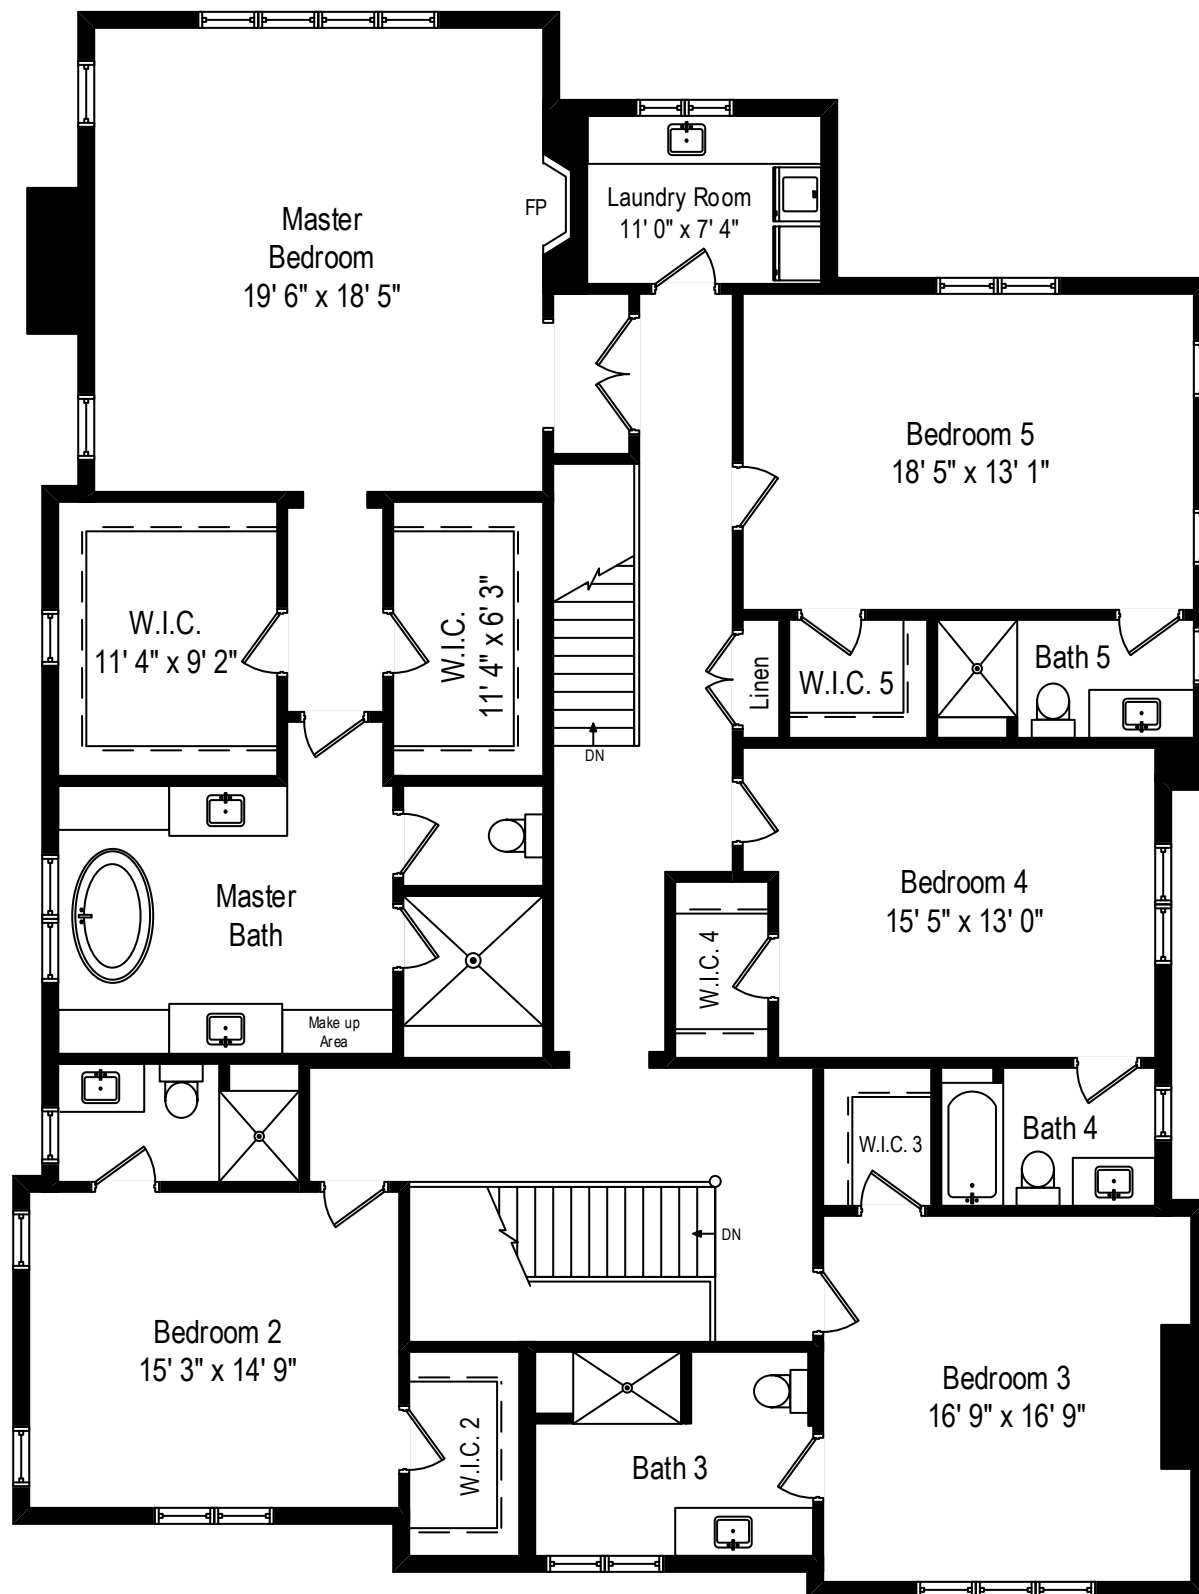 Master
Bedroom
19' 6" x 18' 5"
FP
Laundry Room
11' 0" x 7' 4"
Bedroom 5
18' 5" x 13' 1"
W.I.C.
11' 4" x 9' 2"
W.I.C.
11' 4" x 6' 3"
DN
Linen
W.I.C. 5
Bath 5
Master
Bath
Make up
Area
W.I.C. 4
Bedroom 4
15' 5" x 13' 0"
W.I.C. 3
Bath 4
DN
Bedroom 2
15' 3" x 14' 9"
W.I.C. 2
Bath 3
Bedroom 3
16' 9" x 16' 9"